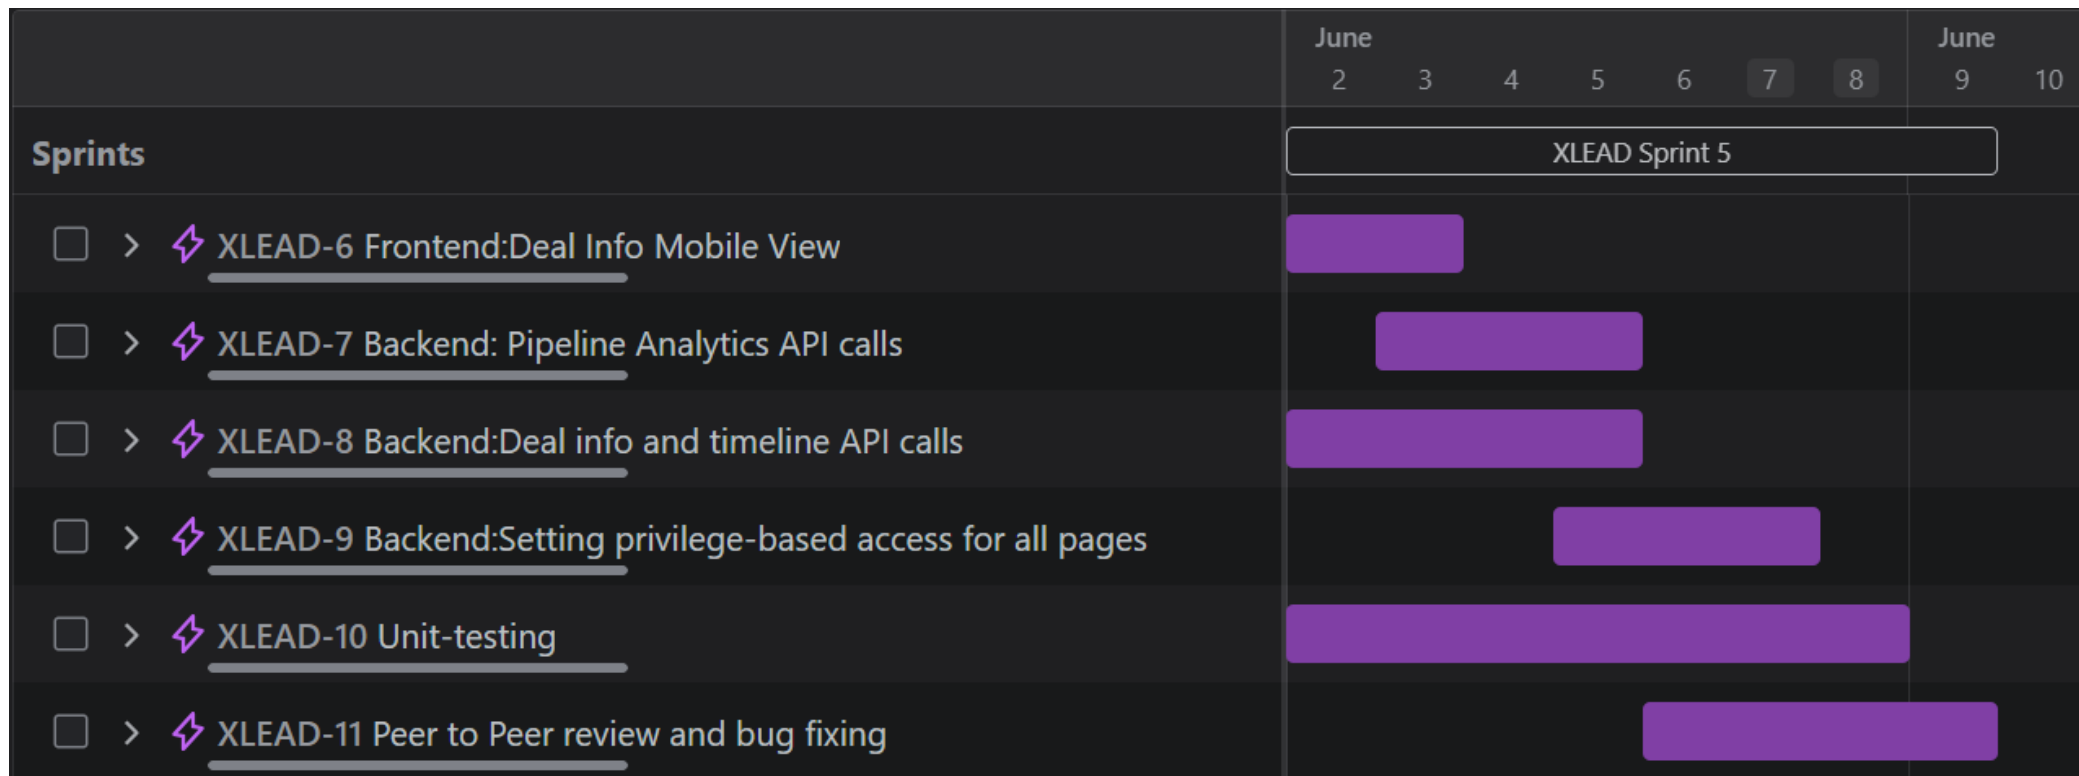 June June
2 3 4 5 6 7 8 9 10
Sprints XLEAD Sprint 5
XLEAD-6 Frontend:Deal Info Mobile View
XLEAD-7 Backend: Pipeline Analytics API calls
XLEAD-8 Backend:Deal info and timeline API calls
XLEAD-9 Backend:Setting privilege-based access for all pages
XLEAD-10 Unit-testing
XLEAD-11 Peer to Peer review and bug fixing